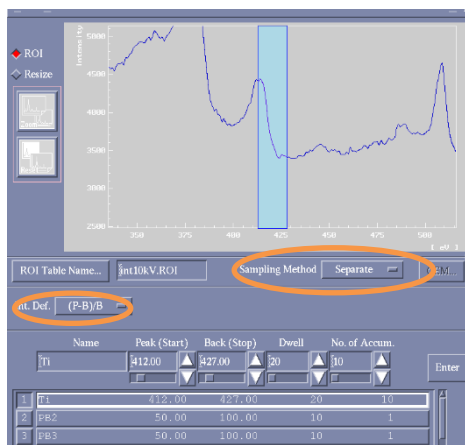 ROI
Resize
Intensity
5000
4500
4000
3500
3000
2500
350 375 400 425 450 475 500
[ eV ]
ROI Table Name... int10kV.ROI Sampling Method Separate
nt. Def. (P-B)/B
Name Peak (Start) Back (Stop) Dwell No. of Accum.
Ti 412.00 427.00 20 10 Enter
1 Ti 412.00 427.00 20 10
2 PB2 50.00 100.00 10 1
3 PB3 50.00 100.00 10 1